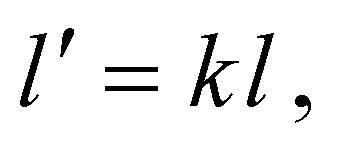 l′ = kl,